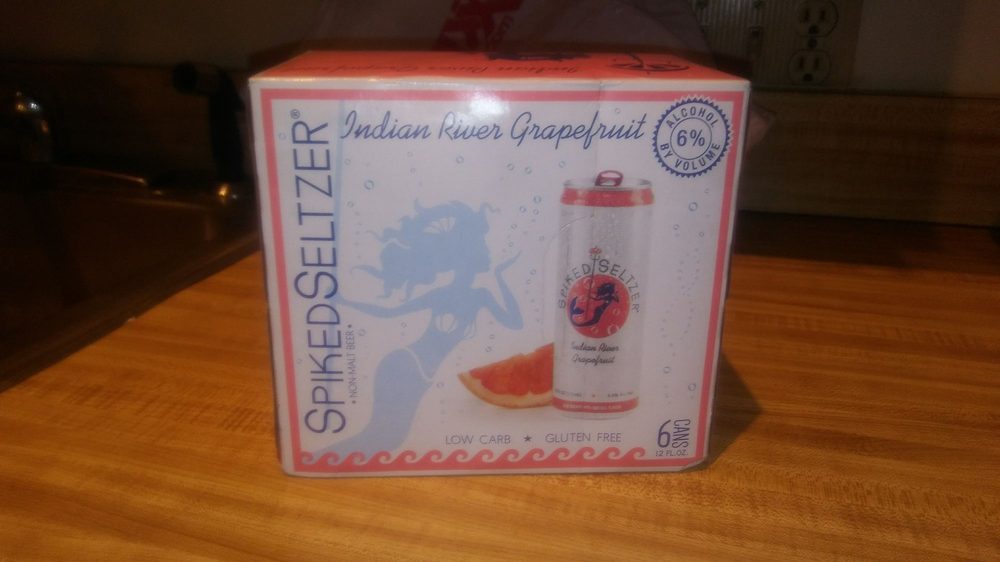 Indian River Grapefruit
SPIKEDSELTZER®
• NON-MALT BEER •
ALCOHOL
6%
BY VOLUME
SPIKEDSELTZER
Indian River
Grapefruit
LOW CARB ★ GLUTEN FREE
6 CANS
12 FL.OZ.